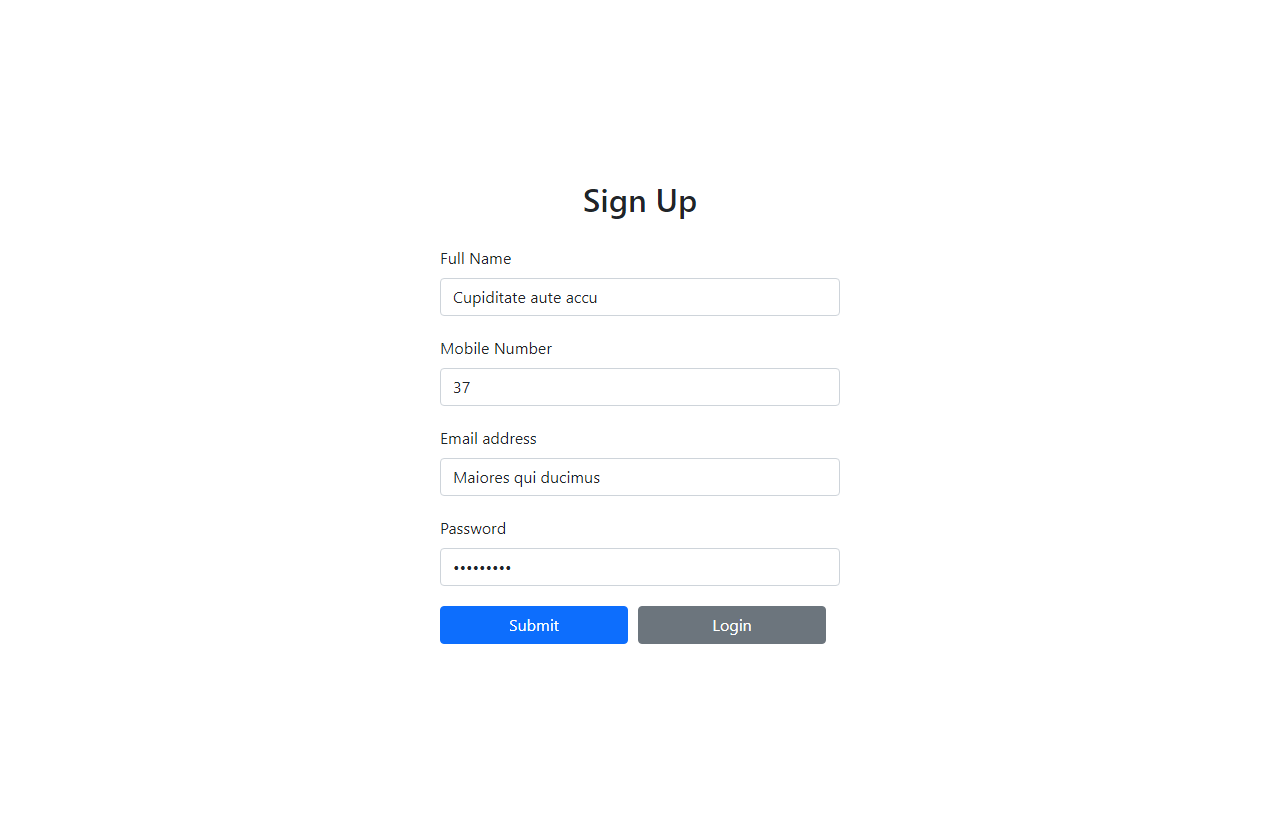 Sign Up
Full Name
Cupiditate aute accu
Mobile Number
37
Email address
Maiores qui ducimus
Password
•••••••••
Submit Login